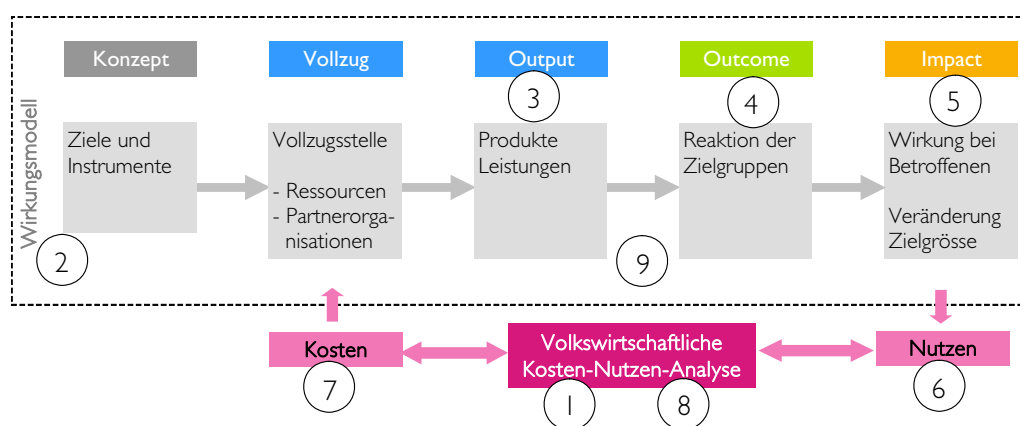 Konzept
Vollzug
Output
Outcome
Impact
3
4
5
Wirkungsmodell
Ziele und
Instrumente
Vollzugsstelle
- Ressourcen
- Partnerorga-
nisationen
Produkte
Leistungen
Reaktion der
Zielgruppen
Wirkung bei
Betroffenen
Veränderung
Zielgrösse
2
9
Kosten
Volkswirtschaftliche
Kosten-Nutzen-Analyse
Nutzen
7
1
8
6